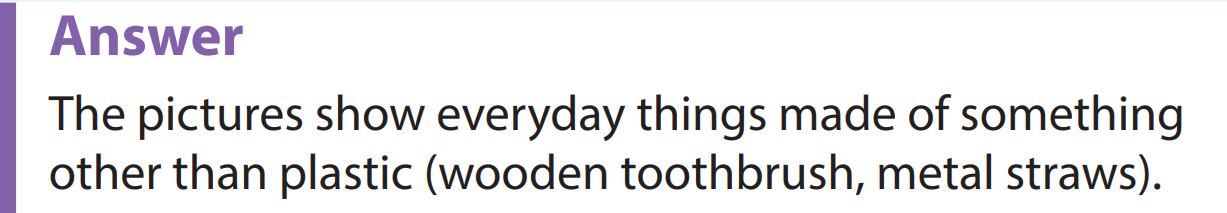 Answer
The pictures show everyday things made of something
other than plastic (wooden toothbrush, metal straws).